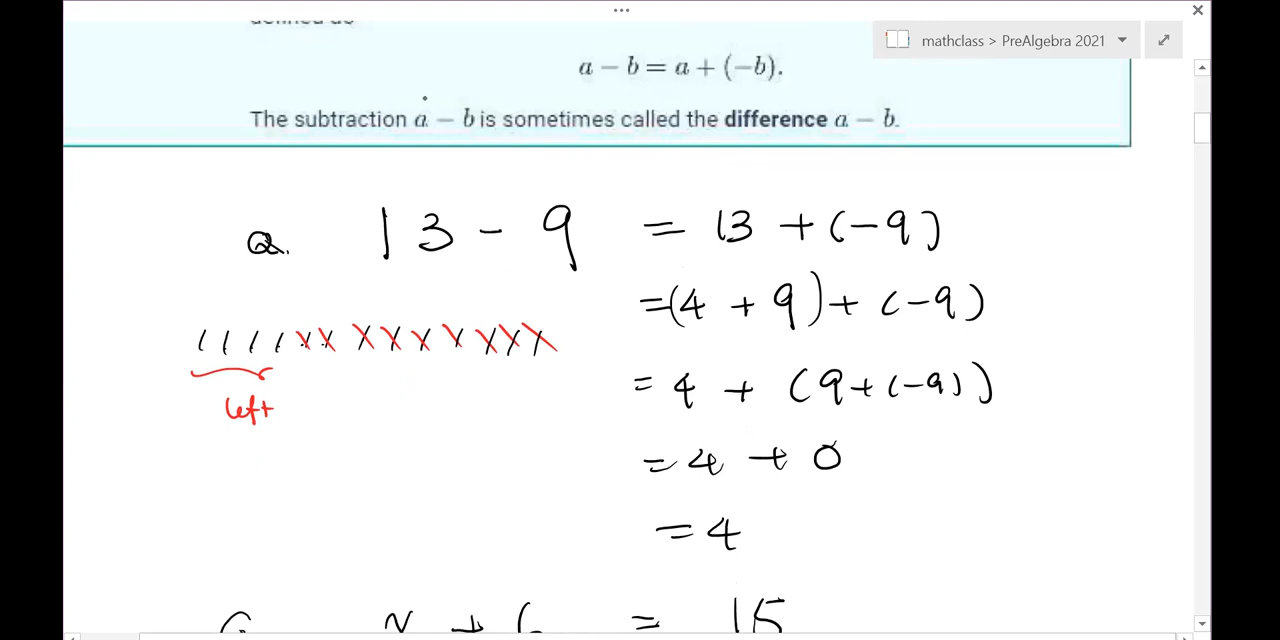 mathclass > PreAlgebra 2021
a − b = a + (−b).
The subtraction a − b is sometimes called the difference a − b.
Q. 13 - 9 = 13 + (-9)
= (4 + 9) + (-9)
= 4 + (9 + (-9))
left
= 4 + 0
= 4
= 15